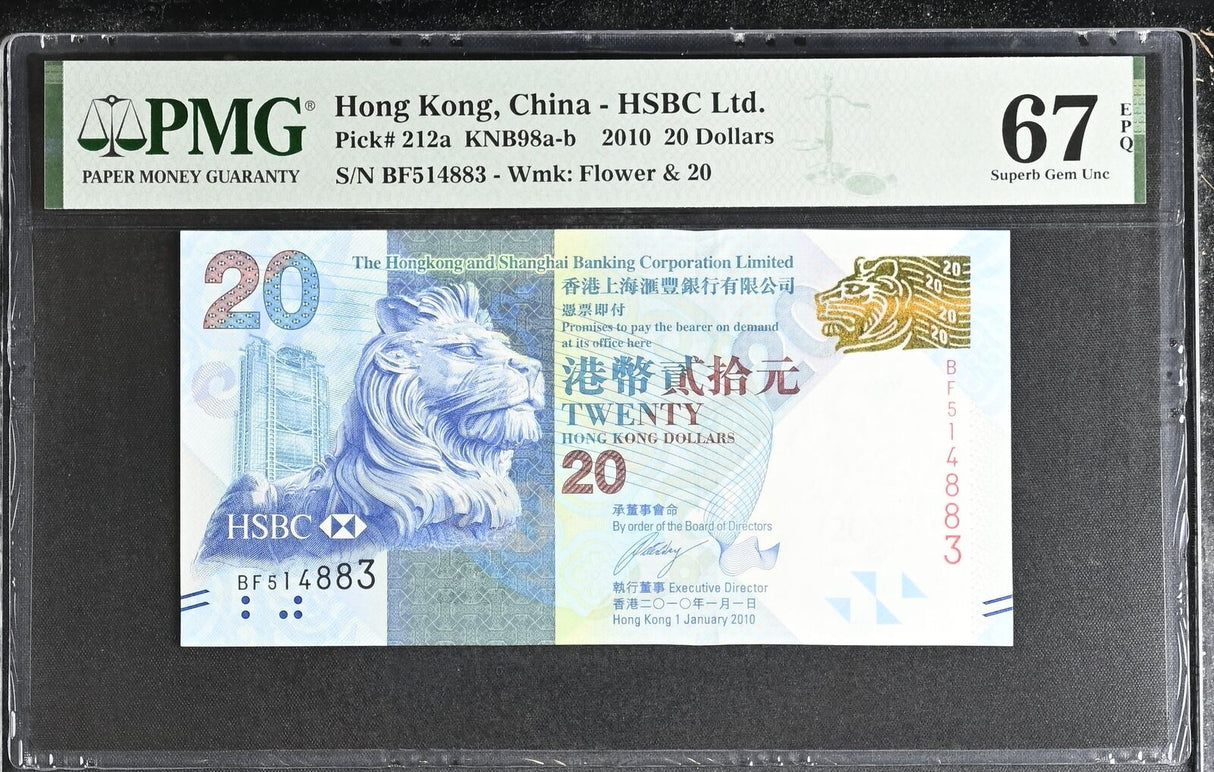 PMG®
PAPER MONEY GUARANTY
Hong Kong, China - HSBC Ltd.
Pick# 212a KNB98a-b 2010 20 Dollars
S/N BF514883 - Wmk: Flower & 20
67
EPQ
Superb Gem Unc
20
The Hongkong and Shanghai Banking Corporation Limited
香港上海滙豐銀行有限公司
憑票即付
Promises to pay the bearer on demand
at its office here
港幣貳拾元
TWENTY
HONG KONG DOLLARS
20
承董事會命
By order of the Board of Directors
執行董事 Executive Director
香港二〇一〇年一月一日
Hong Kong 1 January 2010
HSBC
BF514883
20
20
20
20
BF514883